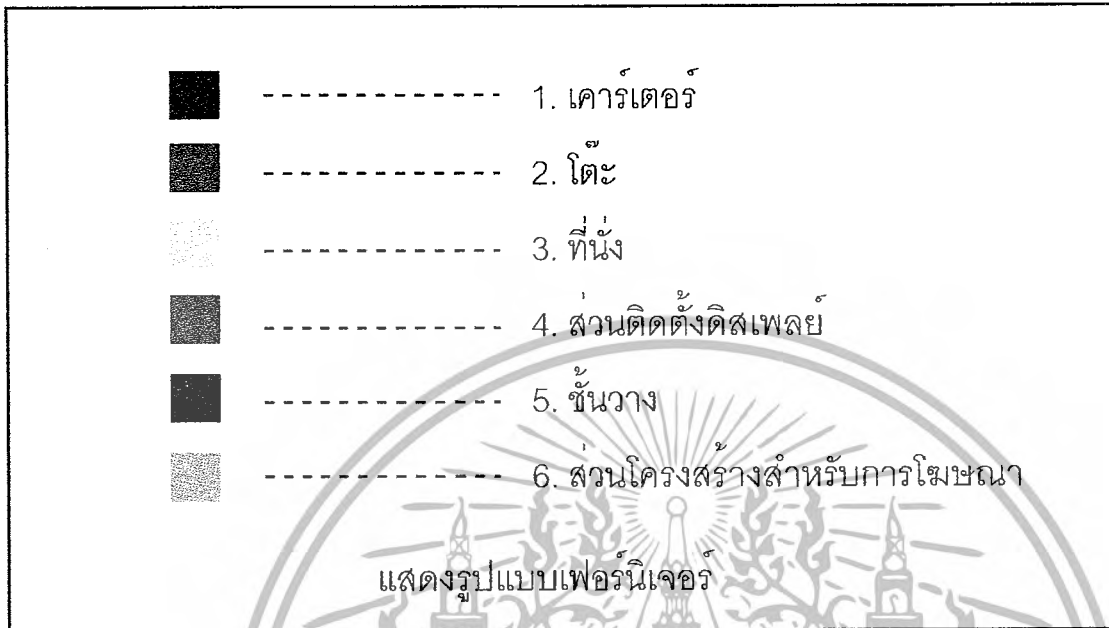 1. เคาร์เตอร์
2. โต๊ะ
3. ที่นั่ง
4. ส่วนติดตั้งดิสเพลย์
5. ชั้นวาง
6. ส่วนโครงสร้างสำหรับการโฆษณา
แสดงรูปแบบเฟอร์นิเจอร์